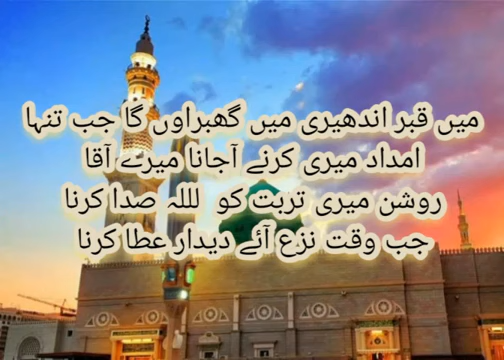 میں قبر اندھیری میں گھبراوں گا جب تنہا
امداد میری کرنے آجانا میرے آقا
روشن میری تربت کو لللہ صدا کرنا
جب وقت نزع آئے دیدار عطا کرنا